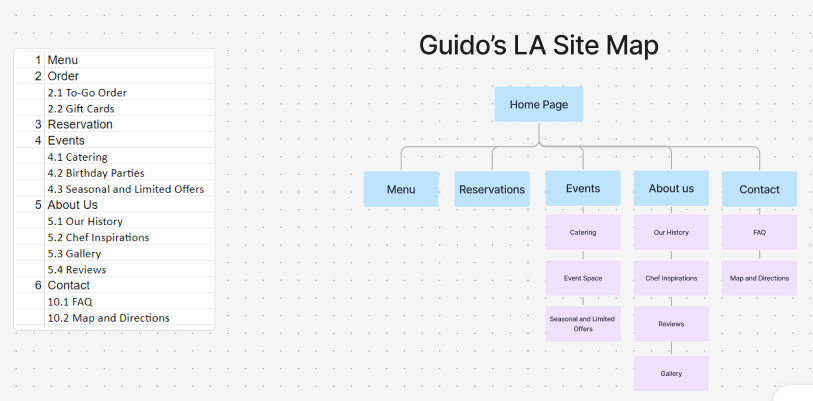 1 Menu
2 Order
2.1 To-Go Order
2.2 Gift Cards
3 Reservation
4 Events
4.1 Catering
4.2 Birthday Parties
4.3 Seasonal and Limited Offers
5 About Us
5.1 Our History
5.2 Chef Inspirations
5.3 Gallery
5.4 Reviews
6 Contact
10.1 FAQ
10.2 Map and Directions
Guido's LA Site Map
Home Page
Menu
Reservations
Events
About us
Contact
Catering
Our History
FAQ
Event Space
Chef Inspirations
Map and Directions
Seasonal and Limited
Offers
Reviews
Gallery